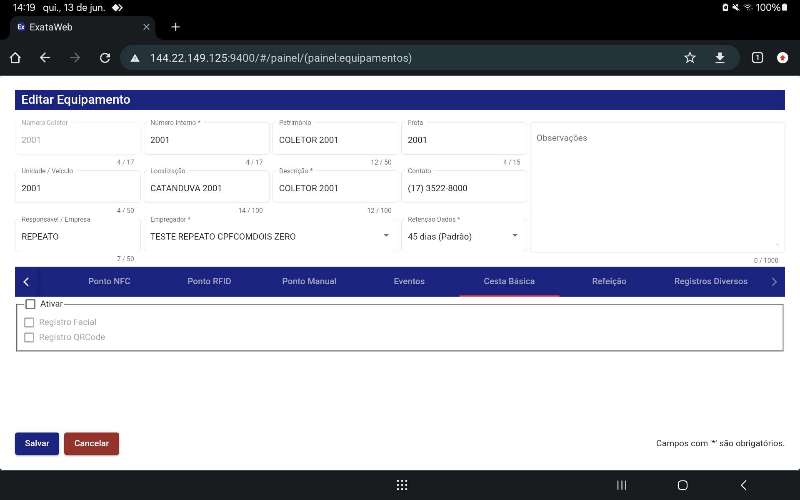 14:19 qui., 13 de jun.
100%
ExataWeb
144.22.149.125:9400/#/painel/(painel:equipamentos)
1
Editar Equipamento
Número Coletor
2001
4 / 17
Número Interno *
2001
4 / 17
Patrimônio
COLETOR 2001
12 / 50
Frota
2001
4 / 15
Observações
0 / 1000
Unidade / Veículo
2001
4 / 50
Localização
CATANDUVA 2001
14 / 100
Descrição *
COLETOR 2001
12 / 100
Contato
(17) 3522-8000
Responsável / Empresa
REPEATO
7 / 50
Empregador *
TESTE REPEATO CPFCOMDOIS ZERO
Retenção Dados *
45 dias (Padrão)
Ponto NFC
Ponto RFID
Ponto Manual
Eventos
Cesta Básica
Refeição
Registros Diversos
Ativar
Registro Facial
Registro QRCode
Salvar
Cancelar
Campos com '*' são obrigatórios.